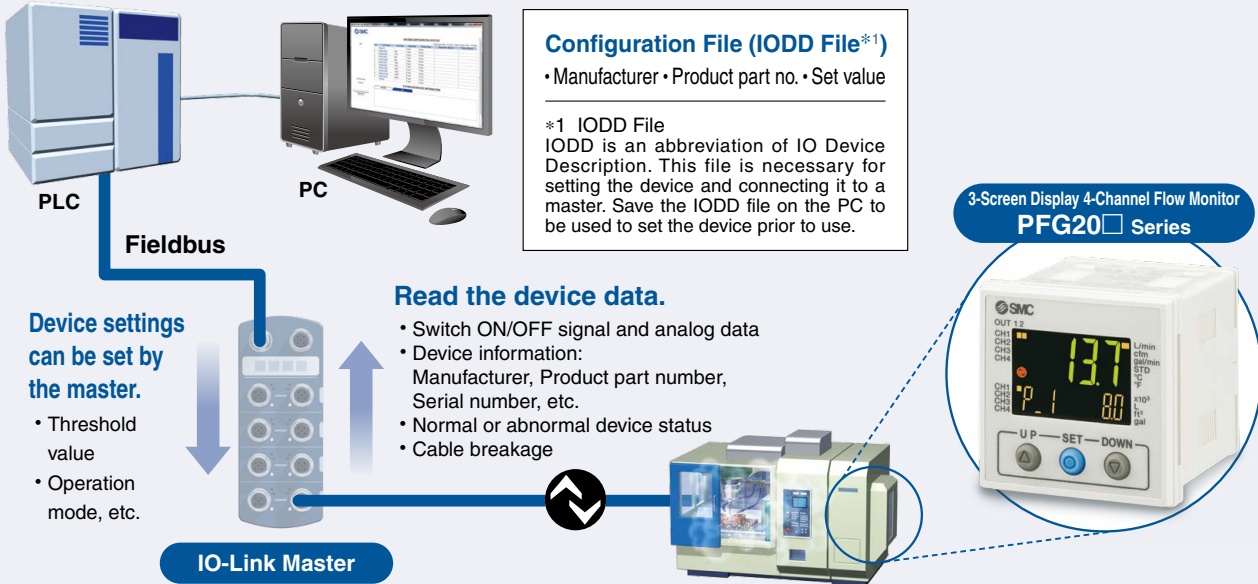 Configuration File (IODD File*1)
• Manufacturer • Product part no. • Set value
*1 IODD File
IODD is an abbreviation of IO Device
Description. This file is necessary for
setting the device and connecting it to a
master. Save the IODD file on the PC to
be used to set the device prior to use.
PLC
PC
Fieldbus
3-Screen Display 4-Channel Flow Monitor
PFG20□ Series
Device settings
can be set by
the master.
• Threshold
value
• Operation
mode, etc.
Read the device data.
• Switch ON/OFF signal and analog data
• Device information:
Manufacturer, Product part number,
Serial number, etc.
• Normal or abnormal device status
• Cable breakage
IO-Link Master
SMC
OUT 1 2
CH1
CH2
CH3
CH4
13.7
L/min
cfm
gal/min
STD
°C
°F
CH1
CH2
CH3
CH4
P_1
8.0
x10³
L
ft³
gal
UP
SET
DOWN
SMC